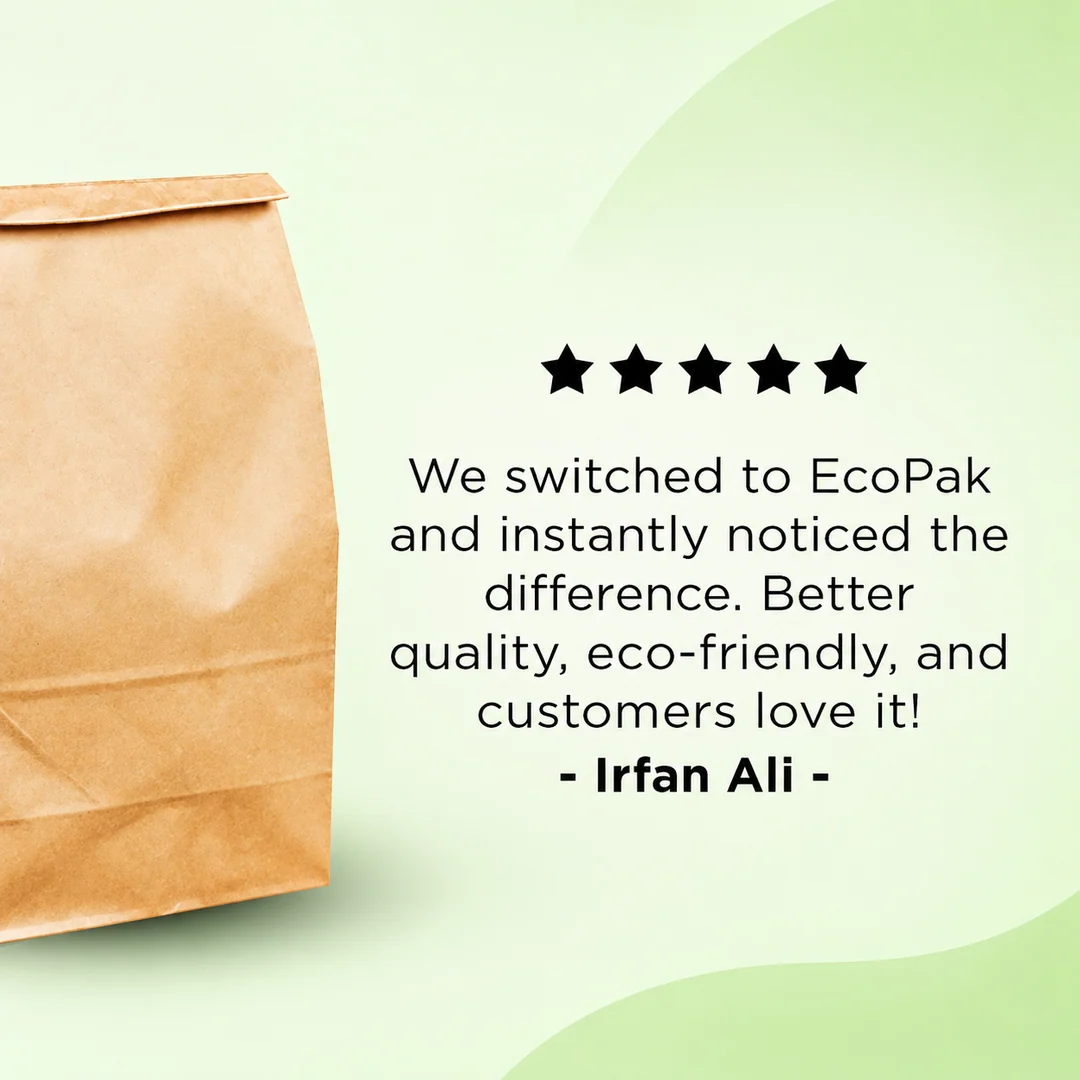 We switched to EcoPak
and instantly noticed the
difference. Better
quality, eco-friendly, and
customers love it!
- Irfan Ali -